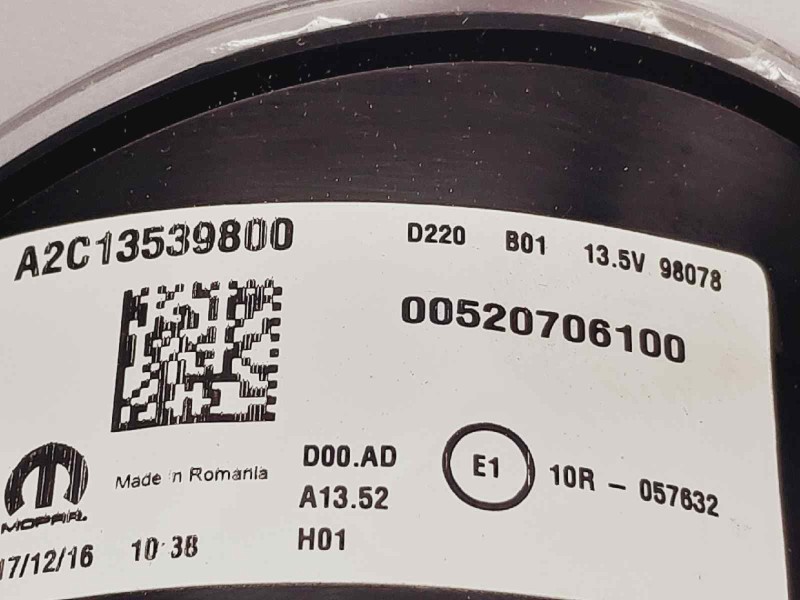 A2C13539800
D220 B01 13.5V 98078
00520706100
D00.AD
A13.52
H01
E1
10R - 057632
Made in Romania
MOPAR
17/12/16 10:38